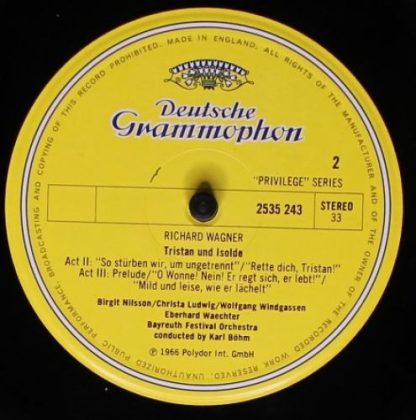 UNAUTHORIZED PUBLIC PERFORMANCE, BROADCASTING AND COPYING OF THIS RECORD PROHIBITED. MADE IN ENGLAND. ALL RIGHTS OF THE MANUFACTURER AND OF THE OWNER OF THE RECORDED WORK RESERVED.
Deutsche
Grammophon
2
"PRIVILEGE" SERIES
2535 243
STEREO
33
RICHARD WAGNER
Tristan und Isolde
Act II: "So stürben wir, um ungetrennt"/"Rette dich, Tristan!"
Act III: Prelude/"O Wonne! Nein! Er regt sich, er lebt!"/
"Mild und leise, wie er lächelt"
Birgit Nilsson/Christa Ludwig/Wolfgang Windgassen
Eberhard Waechter
Bayreuth Festival Orchestra
conducted by Karl Böhm
℗ 1966 Polydor Int. GmbH